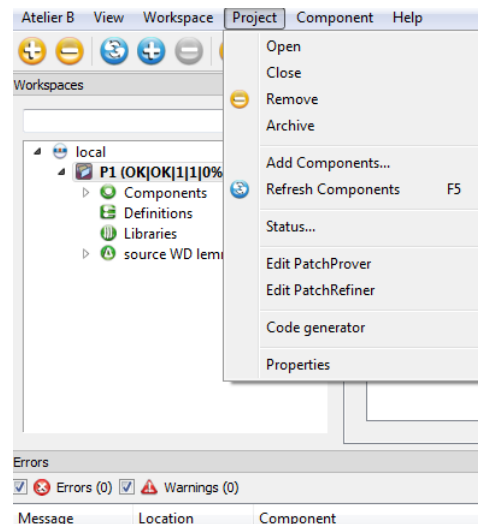 Atelier B View Workspace Project Component Help
Open
Workspaces
Close
Remove
Archive
local
P1 (OK|OK|1|1|0%
Add Components...
Components
Refresh Components F5
Definitions
Libraries
Status...
source WD lem
Edit PatchProver
Edit PatchRefiner
Code generator
Properties
Errors
Errors (0) Warnings (0)
Message Location Component